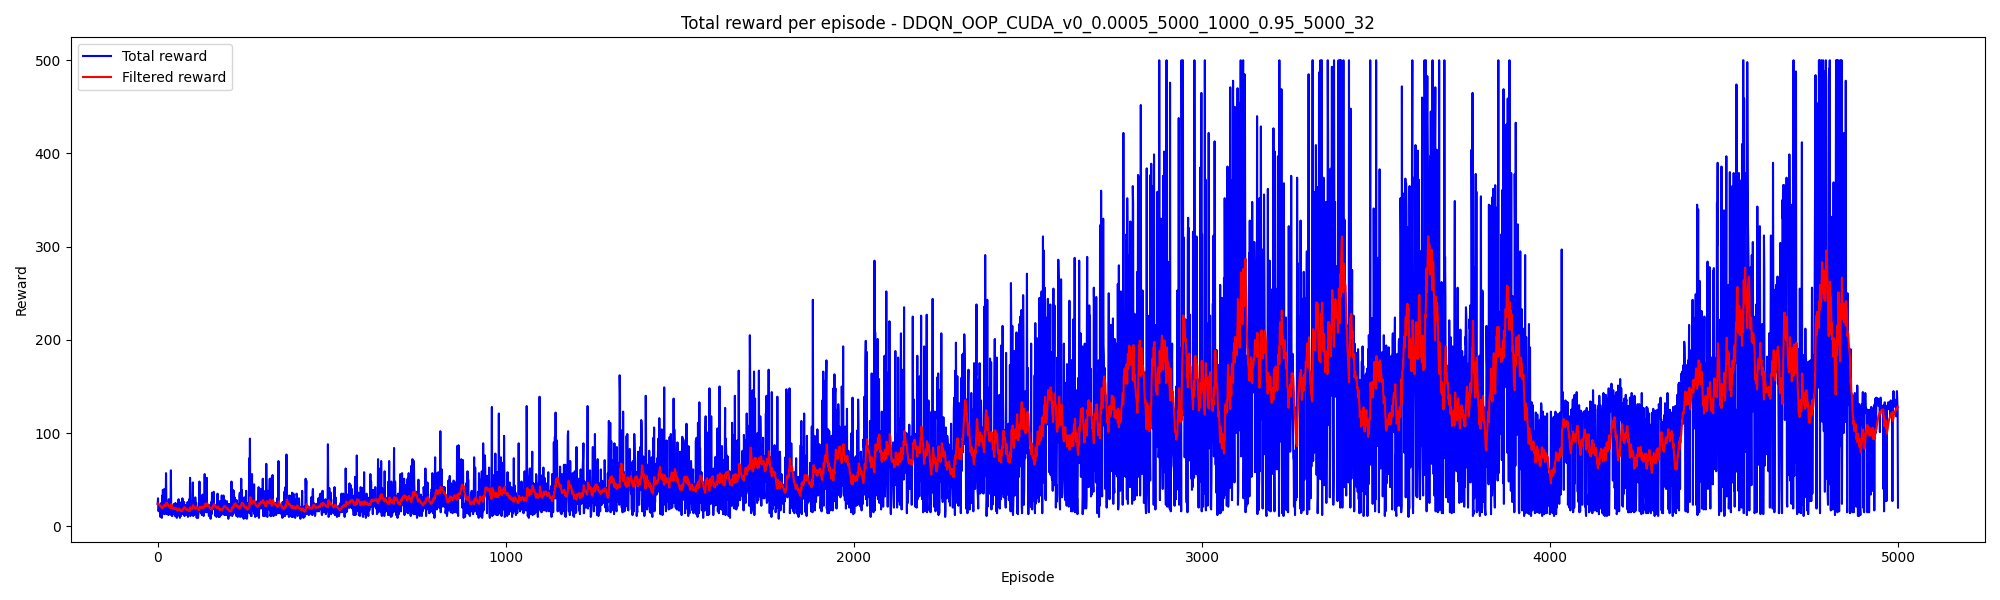 Total reward per episode - DDQN_OOP_CUDA_v0_0.0005_5000_1000_0.95_5000_32
Total reward
Filtered reward
500
400
300
200
100
0
Reward
0 1000 2000 3000 4000 5000
Episode